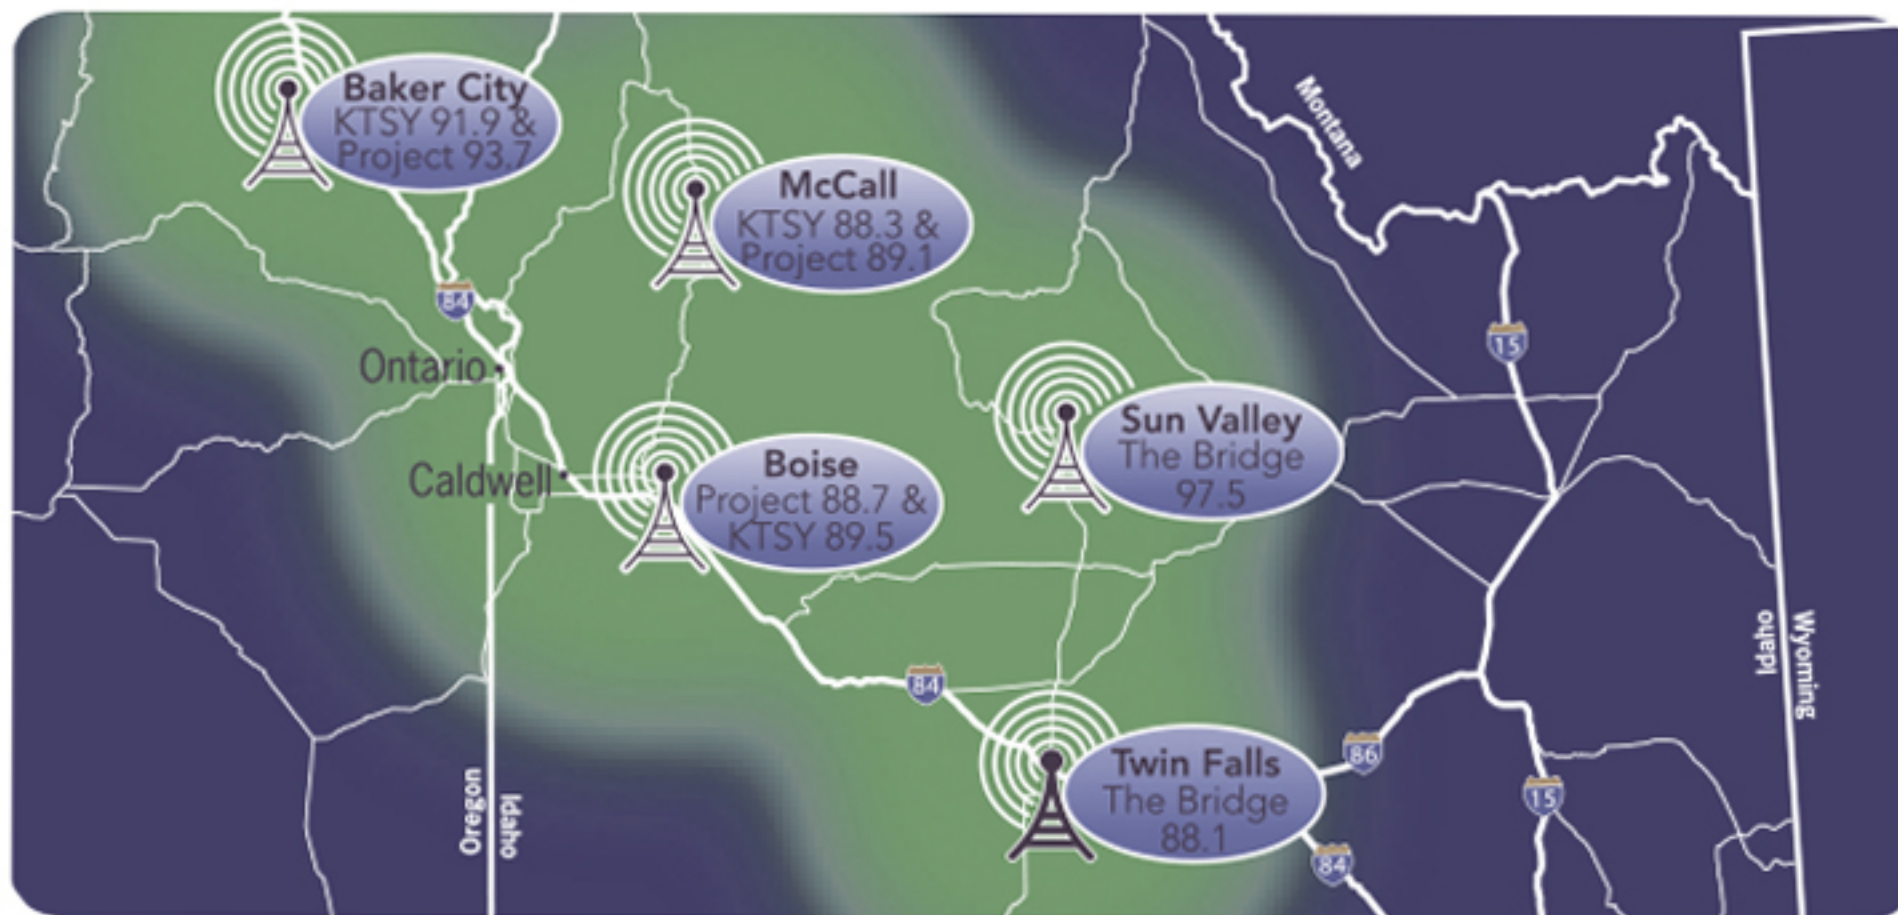 Baker City
KTSY 91.9 &
Project 93.7
McCall
KTSY 88.3 &
Project 89.1
Montana
84
15
Ontario
Caldwell
Boise
Project 88.7 &
KTSY 89.5
Sun Valley
The Bridge
97.5
84
Twin Falls
The Bridge
88.1
86
15
84
Oregon
Idaho
Idaho
Wyoming